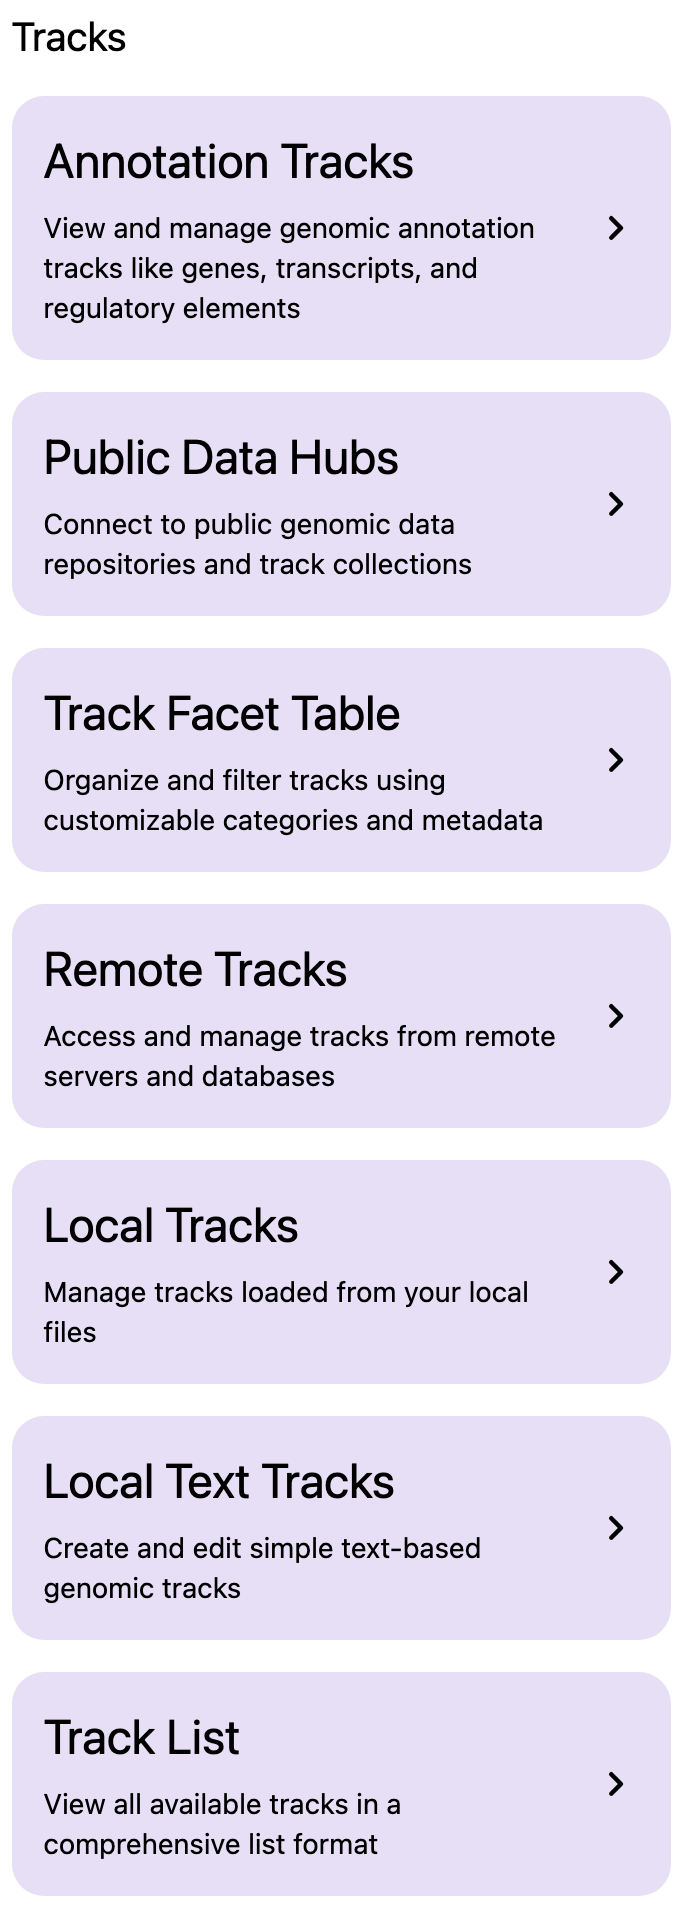 Tracks
Annotation Tracks
View and manage genomic annotation
tracks like genes, transcripts, and
regulatory elements
Public Data Hubs
Connect to public genomic data
repositories and track collections
Track Facet Table
Organize and filter tracks using
customizable categories and metadata
Remote Tracks
Access and manage tracks from remote
servers and databases
Local Tracks
Manage tracks loaded from your local
files
Local Text Tracks
Create and edit simple text-based
genomic tracks
Track List
View all available tracks in a
comprehensive list format